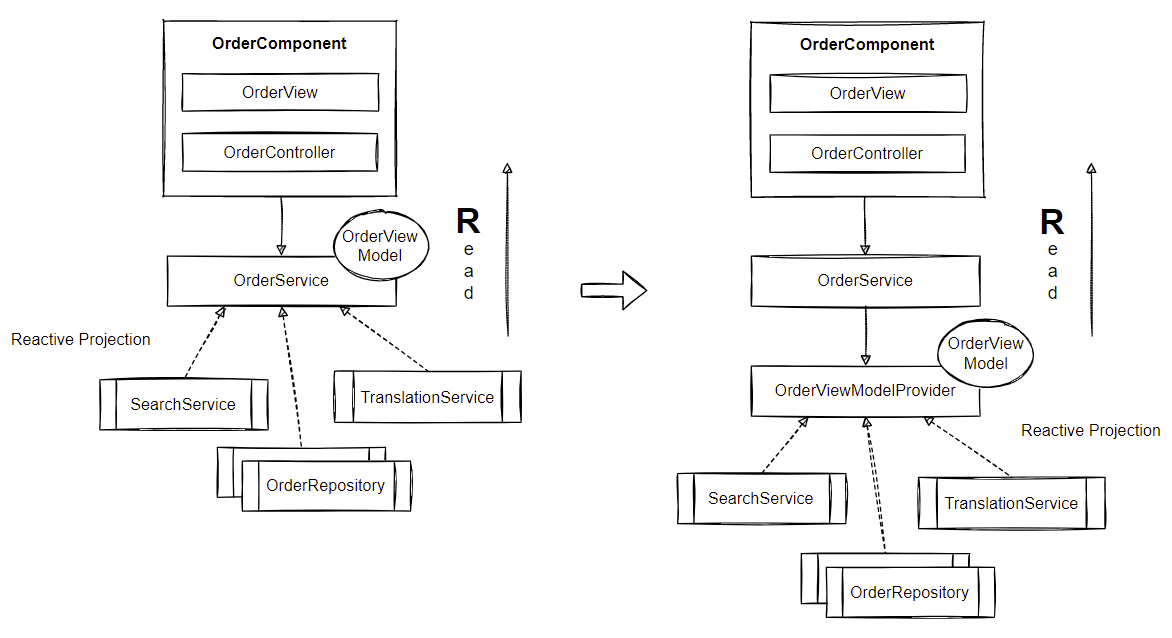 OrderComponent
OrderView
OrderController
OrderView
Model
OrderService
R
e
a
d
Reactive Projection
SearchService
TranslationService
OrderRepository
OrderComponent
OrderView
OrderController
R
e
a
d
OrderService
OrderView
Model
OrderViewModelProvider
Reactive Projection
SearchService
TranslationService
OrderRepository